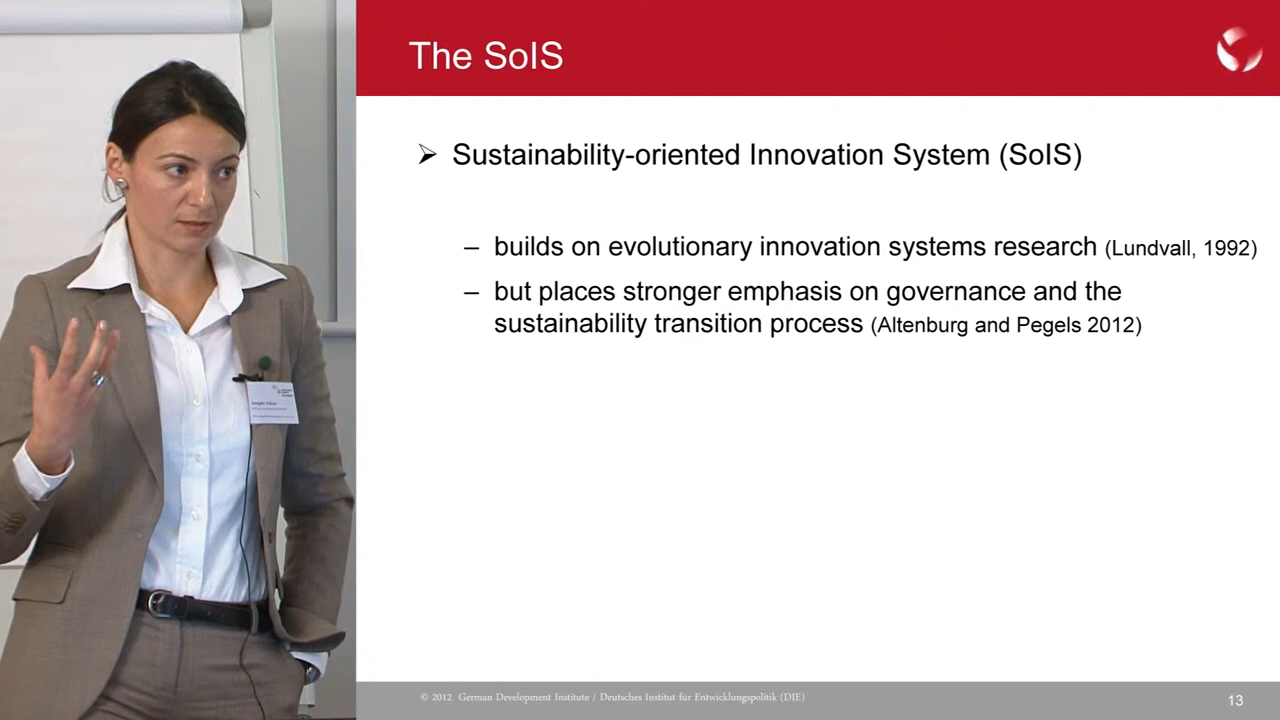 The SoIS
➢ Sustainability-oriented Innovation System (SoIS)
– builds on evolutionary innovation systems research (Lundvall, 1992)
– but places stronger emphasis on governance and the
sustainability transition process (Altenburg and Pegels 2012)
© 2012 German Development Institute / Deutsches Institut für Entwicklungspolitik (DIE)
13